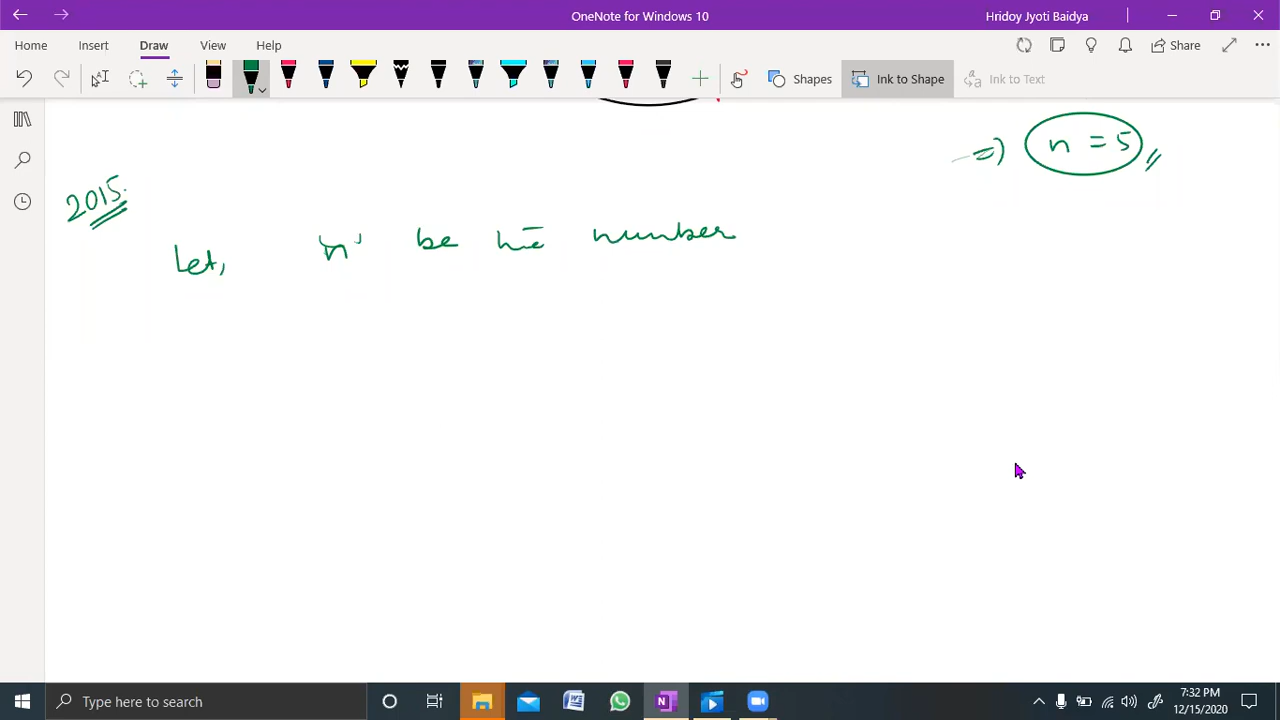 OneNote for Windows 10
Hridoy Jyoti Baidya
Home Insert Draw View Help
Share
Shapes
Ink to Shape
Ink to Text
=) n = 5 //
2015.
Let, 'n' be the number
Type here to search
7:32 PM
12/15/2020